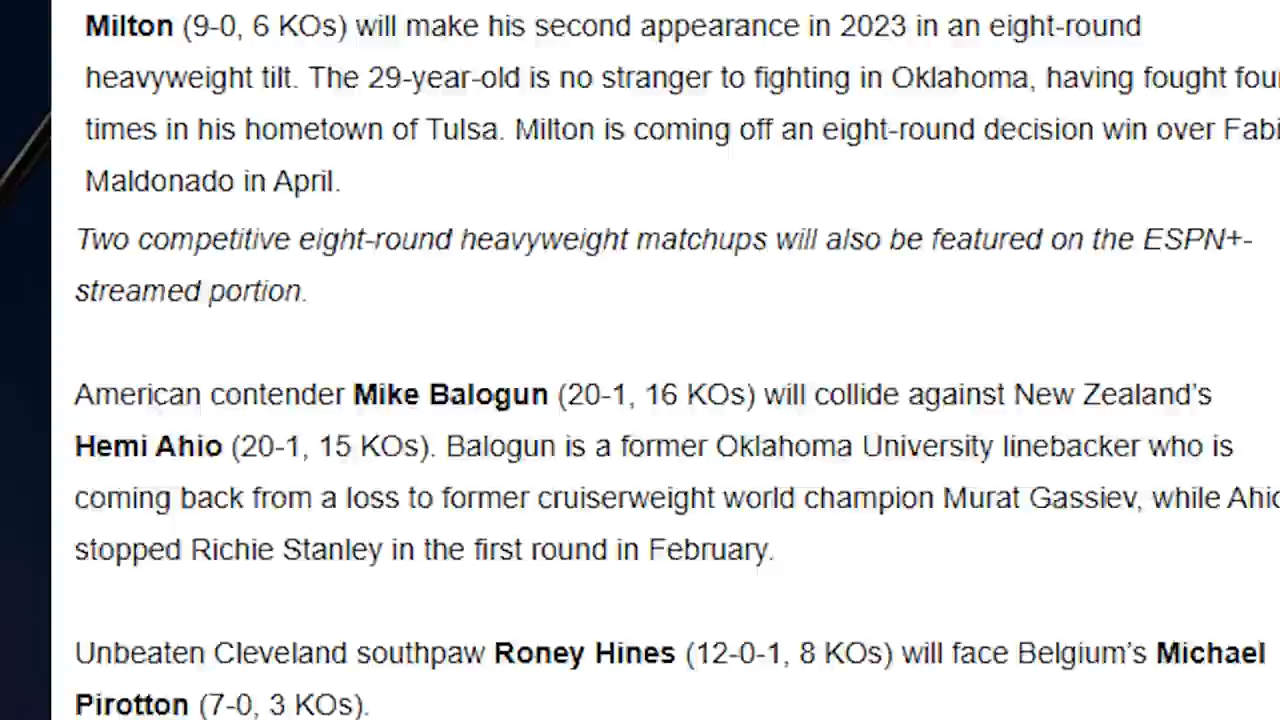 Milton (9-0, 6 KOs) will make his second appearance in 2023 in an eight-round
heavyweight tilt. The 29-year-old is no stranger to fighting in Oklahoma, having fought
times in his hometown of Tulsa. Milton is coming off an eight-round decision win over
Maldonado in April.
Two competitive eight-round heavyweight matchups will also be featured on the ESPN+-
streamed portion.
American contender Mike Balogun (20-1, 16 KOs) will collide against New Zealand’s
Hemi Ahio (20-1, 15 KOs). Balogun is a former Oklahoma University linebacker who is
coming back from a loss to former cruiserweight world champion Murat Gassiev, while
stopped Richie Stanley in the first round in February.
Unbeaten Cleveland southpaw Roney Hines (12-0-1, 8 KOs) will face Belgium’s Michael
Pirotton (7-0, 3 KOs).